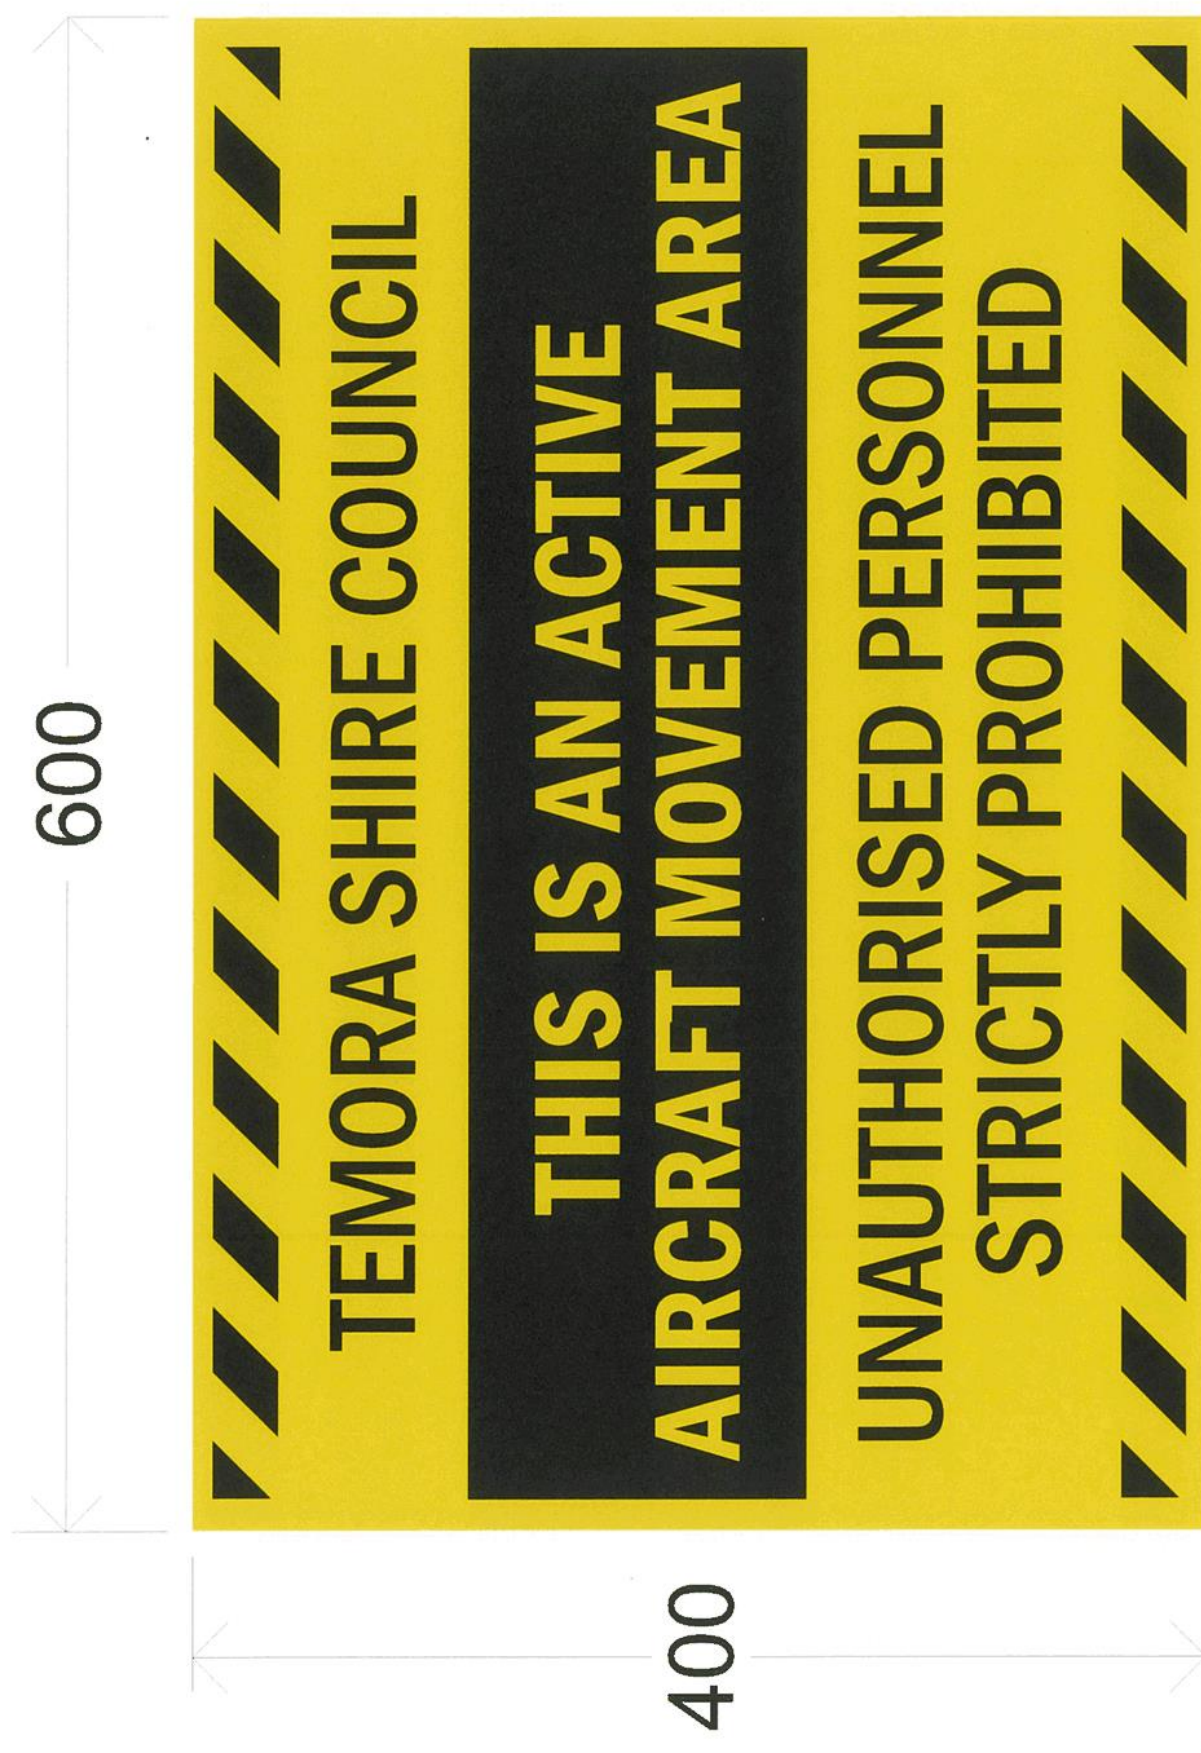 600
TEMORA SHIRE COUNCIL
THIS IS AN ACTIVE
AIRCRAFT MOVEMENT AREA
UNAUTHORISED PERSONNEL
STRICTLY PROHIBITED
400